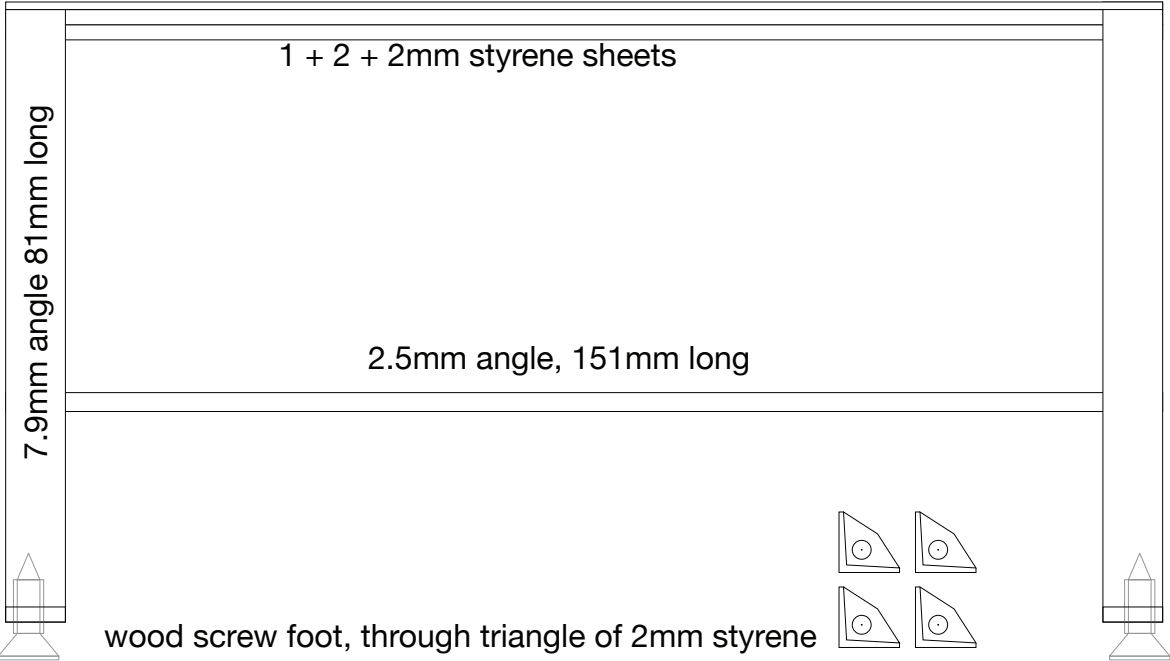 1 + 2 + 2mm styrene sheets
7.9mm angle 81mm long
2.5mm angle, 151mm long
wood screw foot, through triangle of 2mm styrene